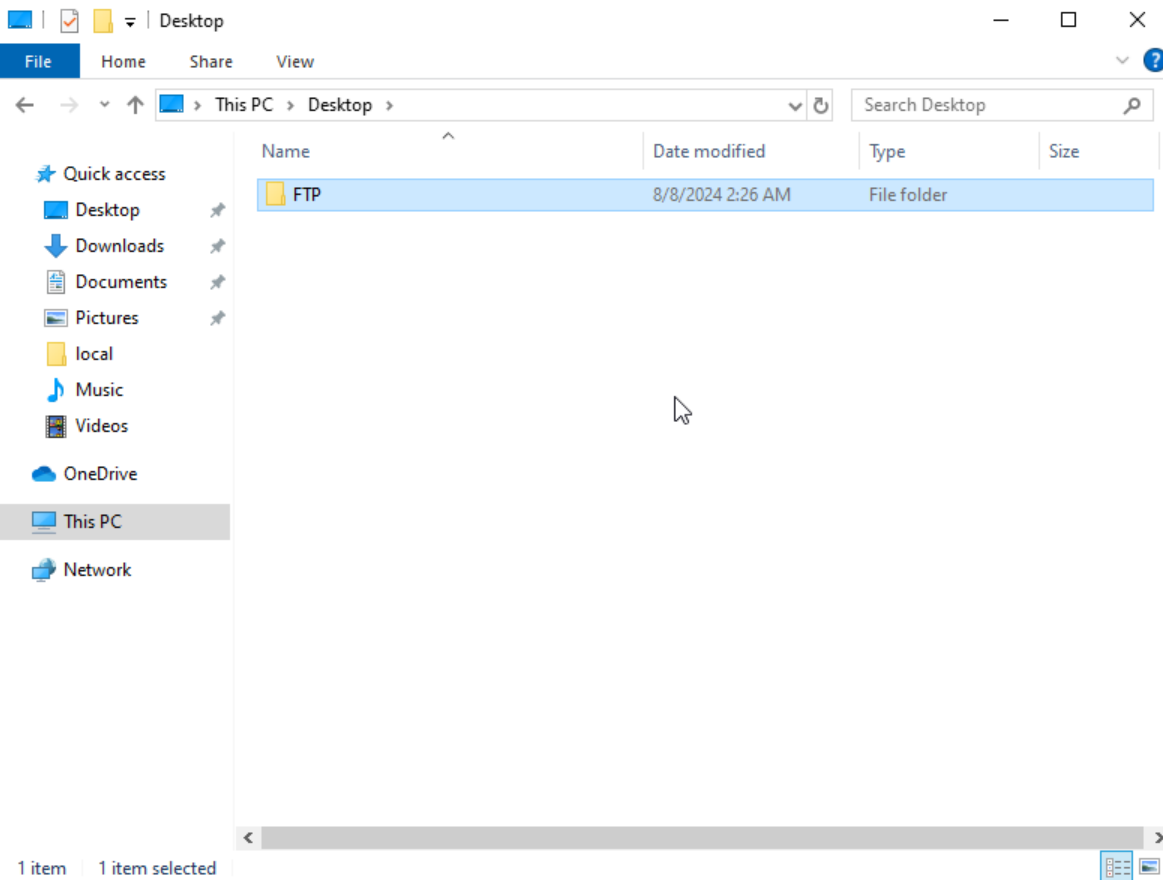 Desktop
File Home Share View ?
This PC Desktop Search Desktop
Name Date modified Type Size
FTP 8/8/2024 2:26 AM File folder
Quick access
Desktop
Downloads
Documents
Pictures
local
Music
Videos
OneDrive
This PC
Network
1 item 1 item selected